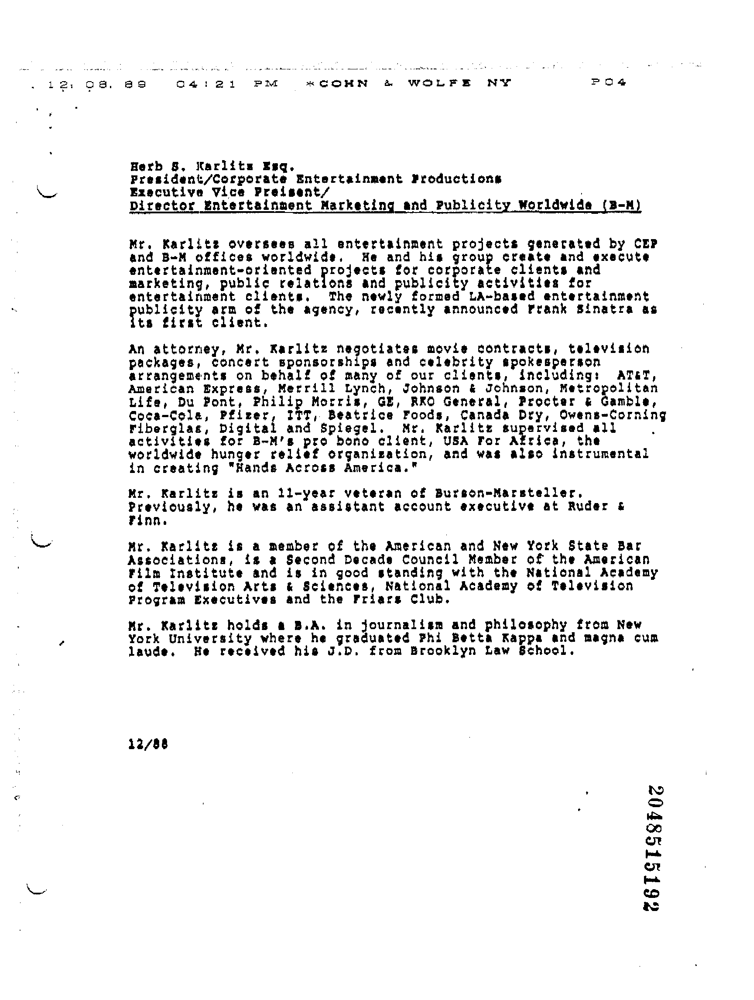 12. 08. 89 04:21 PM *COHN & WOLFE NY P04
Herb S. Karlitz Esq.
President/Corporate Entertainment Productions
Executive Vice Preisent/
Director Entertainment Marketing and Publicity Worldwide (B-M)
Mr. Karlitz oversees all entertainment projects generated by CEP
and B-M offices worldwide. He and his group create and execute
entertainment-oriented projects for corporate clients and
marketing, public relations and publicity activities for
entertainment clients. The newly formed LA-based entertainment
publicity arm of the agency, recently announced Frank Sinatra as
its first client.
An attorney, Mr. Karlitz negotiates movie contracts, television
packages, concert sponsorships and celebrity spokesperson
arrangements on behalf of many of our clients, including: AT&T,
American Express, Merrill Lynch, Johnson & Johnson, Metropolitan
Life, Du Pont, Philip Morris, GE, RKO General, Procter & Gamble,
Coca-Cola, Pfizer, ITT, Beatrice Foods, Canada Dry, Owens-Corning
Fiberglas, Digital and Spiegel. Mr. Karlitz supervised all
activities for B-M's pro bono client, USA For Africa, the
worldwide hunger relief organization, and was also instrumental
in creating "Hands Across America."
Mr. Karlitz is an 11-year veteran of Burson-Marsteller.
Previously, he was an assistant account executive at Ruder &
Finn.
Mr. Karlitz is a member of the American and New York State Bar
Associations, is a Second Decade Council Member of the American
Film Institute and is in good standing with the National Academy
of Television Arts & Sciences, National Academy of Television
Program Executives and the Friars Club.
Mr. Karlitz holds a B.A. in journalism and philosophy from New
York University where he graduated Phi Betta Kappa and magna cum
laude. He received his J.D. from Brooklyn Law School.
12/88
2048515192